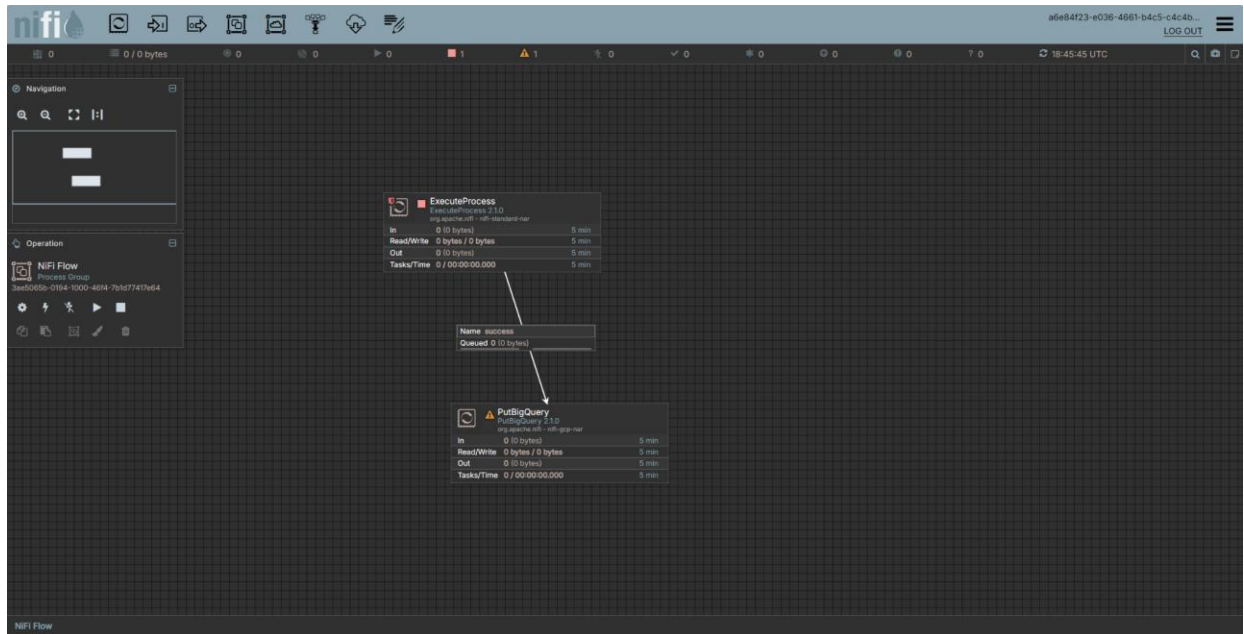 nifi
a6e84f23-e036-4661-b4c5-c4c4b...
LOG OUT
0 0 / 0 bytes 0 0 0 1 1 0 0 0 0 0 0 18:45:45 UTC
Navigation
Operation
NiFi Flow
Process Group
3ae5065b-0194-1000-46f4-7b1d77417e64
ExecuteProcess
ExecuteProcess 2.1.0
org.apache.nifi - nifi-standard-nar
In 0 (0 bytes) 5 min
Read/Write 0 bytes / 0 bytes 5 min
Out 0 (0 bytes) 5 min
Tasks/Time 0 / 00:00:00.000 5 min
Name success
Queued 0 (0 bytes)
PutBigQuery
PutBigQuery 2.1.0
org.apache.nifi - nifi-gcp-nar
In 0 (0 bytes) 5 min
Read/Write 0 bytes / 0 bytes 5 min
Out 0 (0 bytes) 5 min
Tasks/Time 0 / 00:00:00.000 5 min
NiFi Flow